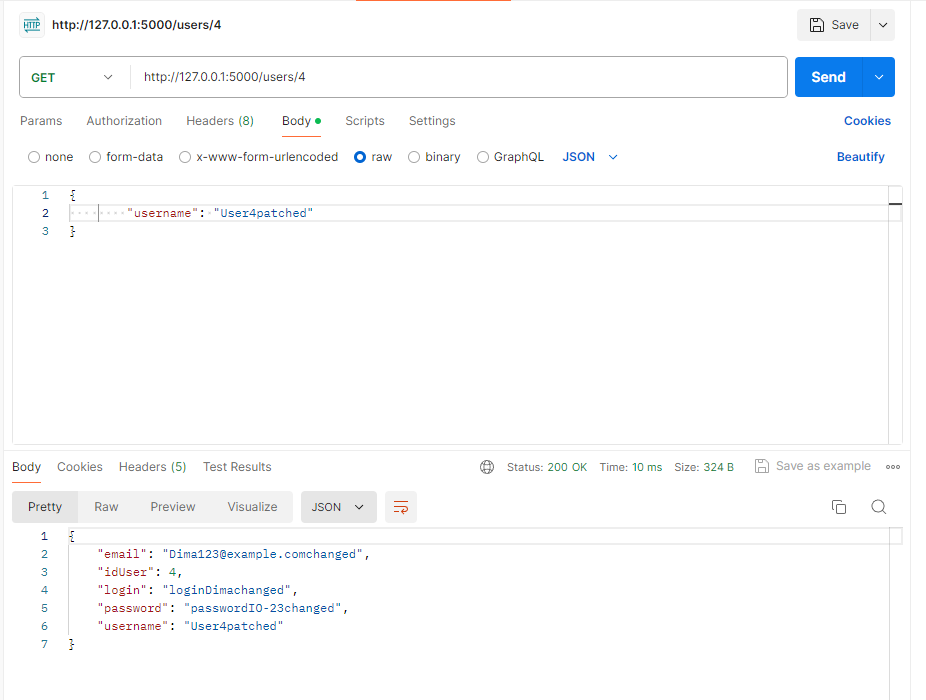 HTTP http://127.0.0.1:5000/users/4 Save
GET http://127.0.0.1:5000/users/4 Send
Params Authorization Headers (8) Body Scripts Settings Cookies
none form-data x-www-form-urlencoded raw binary GraphQL JSON Beautify
1 {
2 "username": "User4patched"
3 }
Body Cookies Headers (5) Test Results Status: 200 OK Time: 10 ms Size: 324 B Save as example
Pretty Raw Preview Visualize JSON
1 {
2 "email": "Dima123@example.comchanged",
3 "idUser": 4,
4 "login": "loginDimachanged",
5 "password": "passwordIO-23changed",
6 "username": "User4patched"
7 }